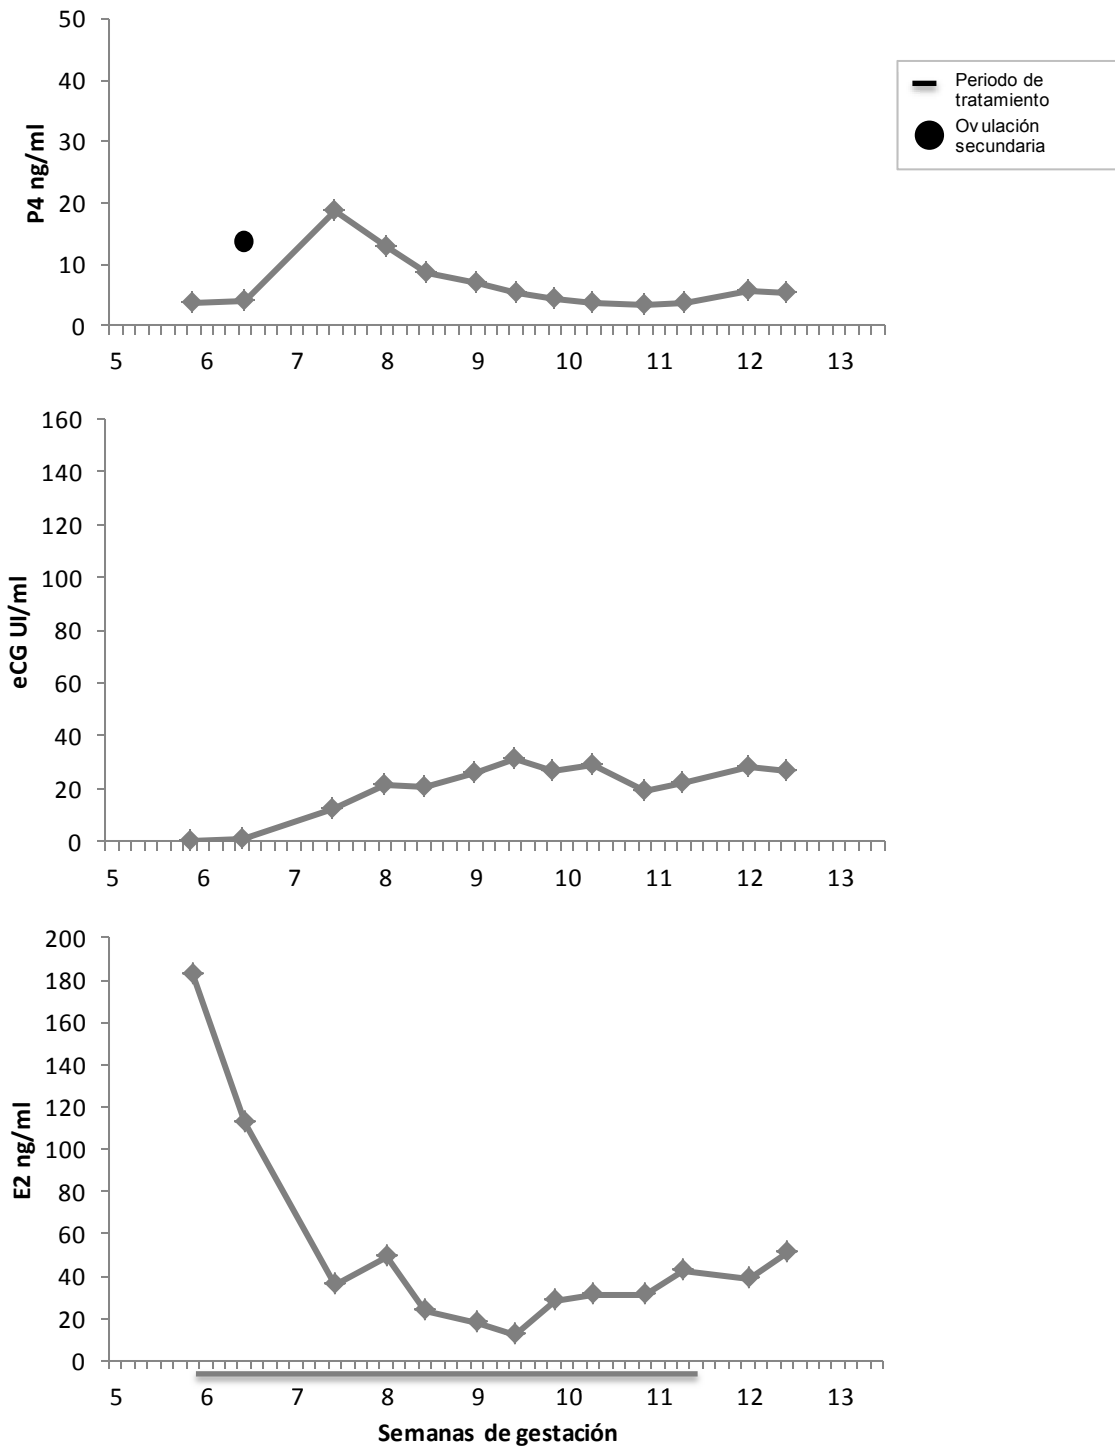 50
40
30
20
10
0
P4 ng/ml
5 6 7 8 9 10 11 12 13
Periodo de
tratamiento
Ovulación
secundaria
160
140
120
100
80
60
40
20
0
eCG UI/ml
5 6 7 8 9 10 11 12 13
200
180
160
140
120
100
80
60
40
20
0
E2 ng/ml
5 6 7 8 9 10 11 12 13
Semanas de gestación